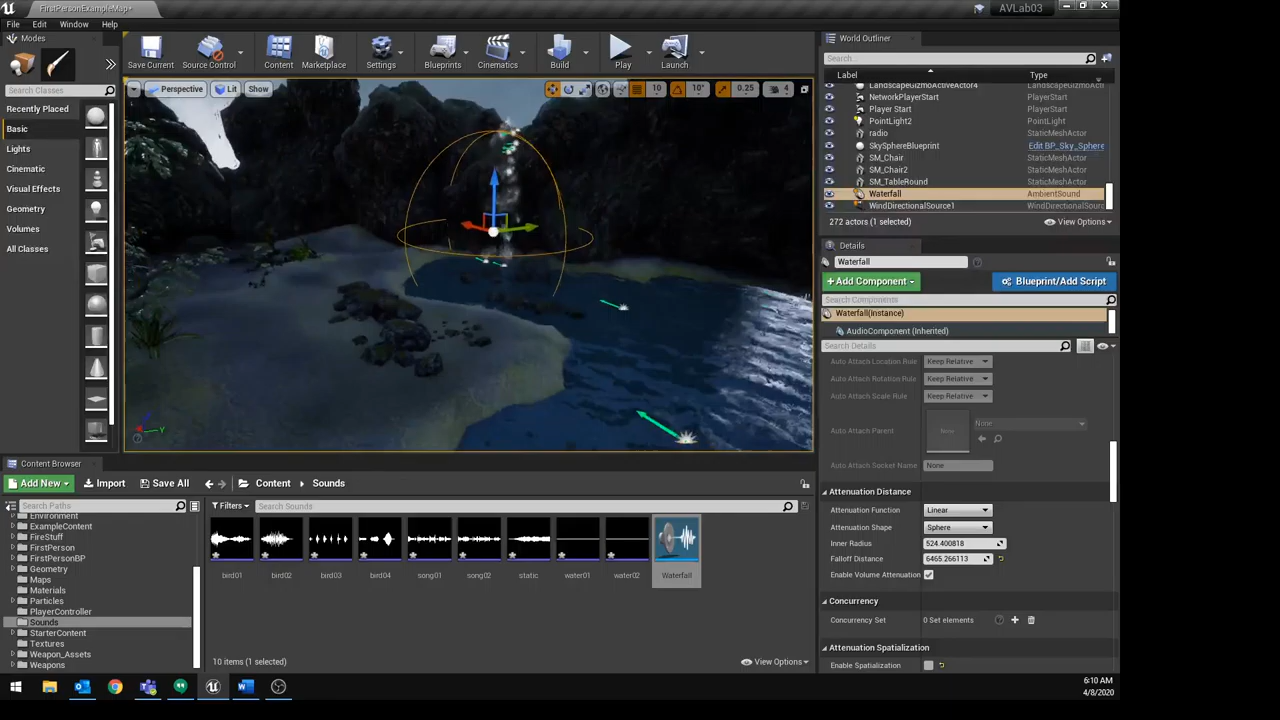 FirstPersonExampleMap*
AVLab03
File Edit Window Help
Modes
Search Classes
Recently Placed
Basic
Lights
Cinematic
Visual Effects
Geometry
Volumes
All Classes
Save Current
Source Control
Content
Marketplace
Settings
Blueprints
Cinematics
Build
Play
Launch
Perspective
Lit
Show
10
10°
0.25
4
World Outliner
Search...
Label Type
LandscapeGizmoActiveActor4 LandscapeGizmo
NetworkPlayerStart PlayerStart
Player Start PlayerStart
PointLight2 PointLight
radio StaticMeshActor
SkySphereBlueprint Edit BP_Sky_Sphere
SM_Chair StaticMeshActor
SM_Chair2 StaticMeshActor
SM_TableRound StaticMeshActor
Waterfall AmbientSound
WindDirectionalSource1 WindDirectionalSourc
272 actors (1 selected)
View Options
Details
Waterfall
+Add Component
Blueprint/Add Script
Search Components
Waterfall(Instance)
AudioComponent (Inherited)
Search Details
Auto Attach Location Rule Keep Relative
Auto Attach Rotation Rule Keep Relative
Auto Attach Scale Rule Keep Relative
Auto Attach Parent None None
Auto Attach Socket Name None
Attenuation Distance
Attenuation Function Linear
Attenuation Shape Sphere
Inner Radius 524.400818
Falloff Distance 6465.266113
Enable Volume Attenuation
Concurrency
Concurrency Set 0 Set elements
Attenuation Spatialization
Enable Spatialization
Content Browser
Add New
Import
Save All
Content
Sounds
Search Paths
Filters
Search Sounds
Environment
ExampleContent
FireStuff
FirstPerson
FirstPersonBP
Geometry
Maps
Materials
Particles
PlayerController
Sounds
StarterContent
Textures
Weapon_Assets
Weapons
bird01
bird02
bird03
bird04
song01
song02
static
water01
water02
Waterfall
10 items (1 selected)
View Options
6:10 AM
4/8/2020